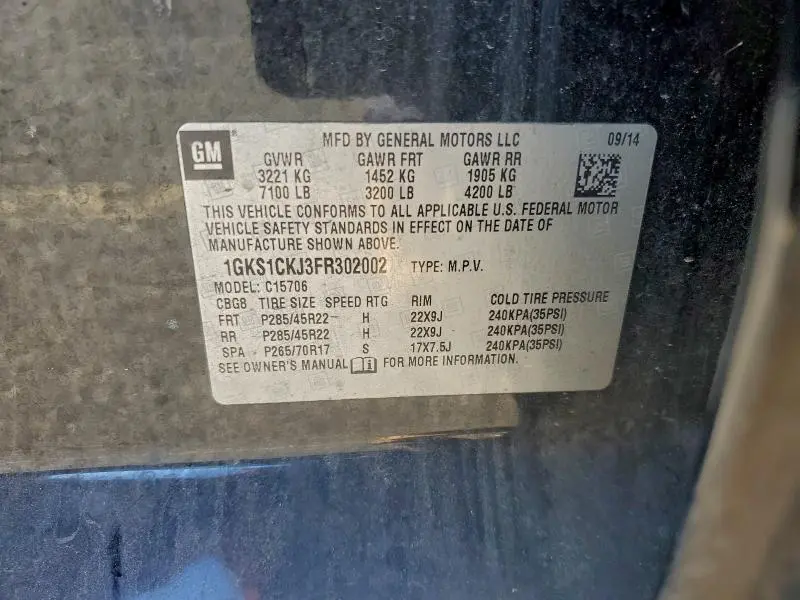 GM
MFD BY GENERAL MOTORS LLC 09/14
GVWR GAWR FRT GAWR RR
3221 KG 1452 KG 1905 KG
7100 LB 3200 LB 4200 LB
THIS VEHICLE CONFORMS TO ALL APPLICABLE U.S. FEDERAL MOTOR
VEHICLE SAFETY STANDARDS IN EFFECT ON THE DATE OF
MANUFACTURE SHOWN ABOVE.
1GKS1CKJ3FR302002 TYPE: M.P.V.
MODEL: C15706
CBG8 TIRE SIZE SPEED RTG RIM COLD TIRE PRESSURE
FRT P285/45R22 H 22X9J 240KPA(35PSI)
RR P285/45R22 H 22X9J 240KPA(35PSI)
SPA P265/70R17 S 17X7.5J 240KPA(35PSI)
SEE OWNER'S MANUAL i FOR MORE INFORMATION.